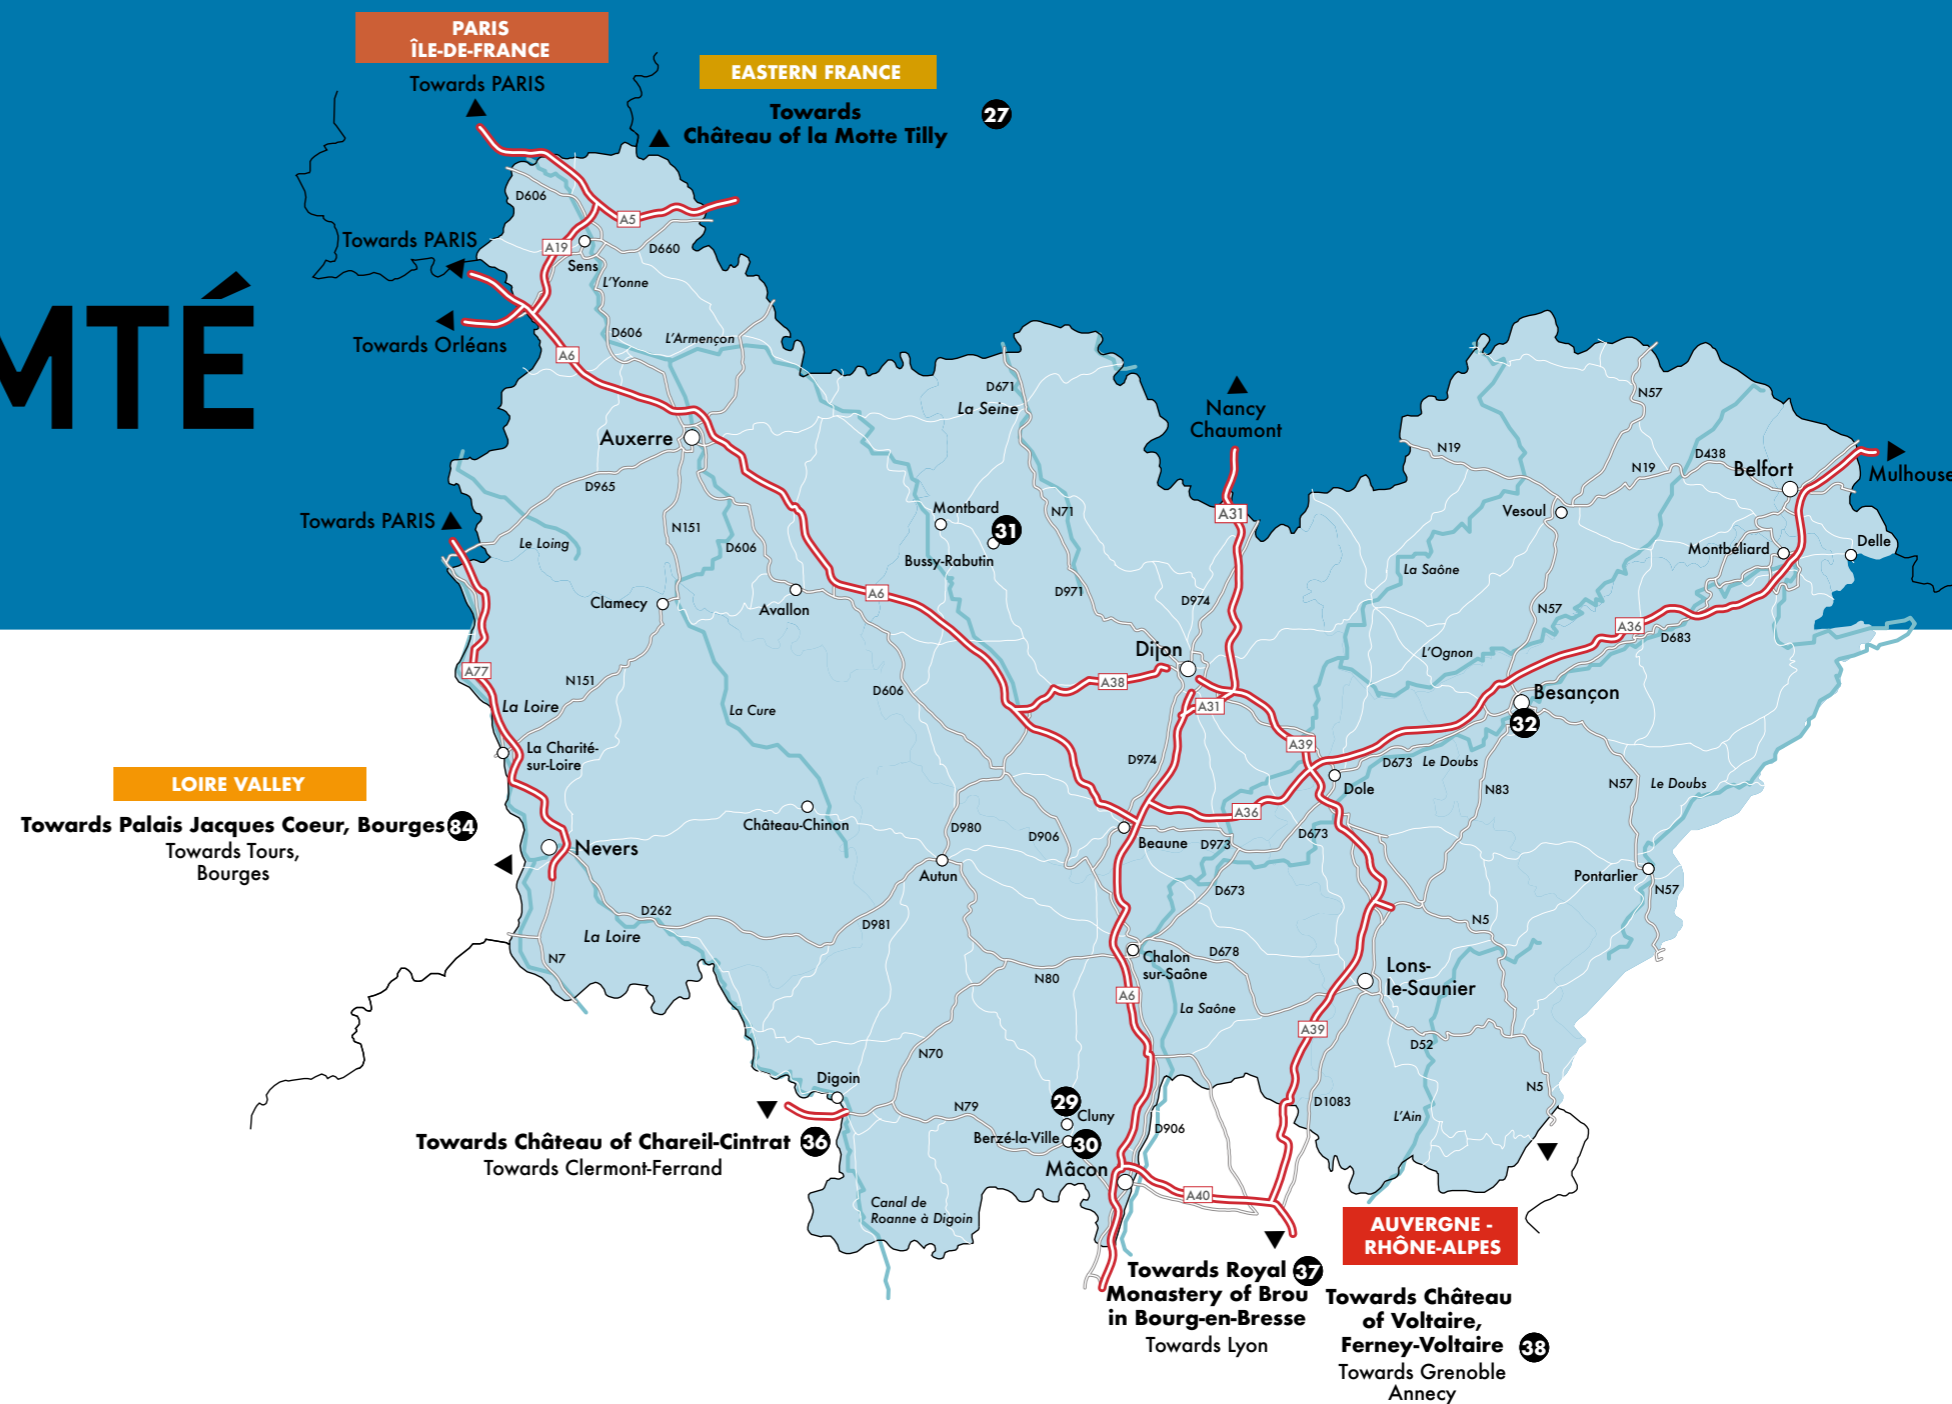 PARIS
ÎLE-DE-FRANCE
Towards PARIS
EASTERN FRANCE
Towards
Château of la Motte Tilly
27
D606
A5
Towards PARIS
A19
D660
Sens
L'Yonne
MTÉ
Towards Orléans
D606
L'Armençon
A6
D671
La Seine
Nancy
Chaumont
N57
Auxerre
N19
N19
D438
Belfort
Mulhouse
D965
Towards PARIS
Montbard
31
N71
A31
Vesoul
N151
Le Loing
D606
Bussy-Rabutin
Montbéliard
Delle
La Saône
Clamecy
Avallon
A6
D971
D974
N57
A36
D683
Dijon
L'Ognon
A77
N151
A38
D606
Besançon
La Loire
La Cure
A31
32
La Charité-
sur-Loire
D974
A39
D673
Le Doubs
LOIRE VALLEY
Dole
N83
N57
Le Doubs
Towards Palais Jacques Coeur, Bourges
84
Towards Tours,
Bourges
Château-Chinon
D980
D906
A36
D673
Nevers
Beaune
D973
Autun
Pontarlier
D673
N57
D262
D981
N5
La Loire
N7
Chalon
sur-Saône
D678
Lons-
le-Saunier
N80
A6
La Saône
A39
D52
N70
Digoin
N5
29
Cluny
D1083
L'Ain
N79
Berzé-la-Ville
30
D906
Towards Château of Chareil-Cintrat
36
Towards Clermont-Ferrand
Mâcon
A40
Canal de
Roanne à Digoin
AUVERGNE -
RHÔNE-ALPES
Towards Royal
37
Monastery of Brou
in Bourg-en-Bresse
Towards Lyon
Towards Château
of Voltaire,
Ferney-Voltaire
38
Towards Grenoble
Annecy